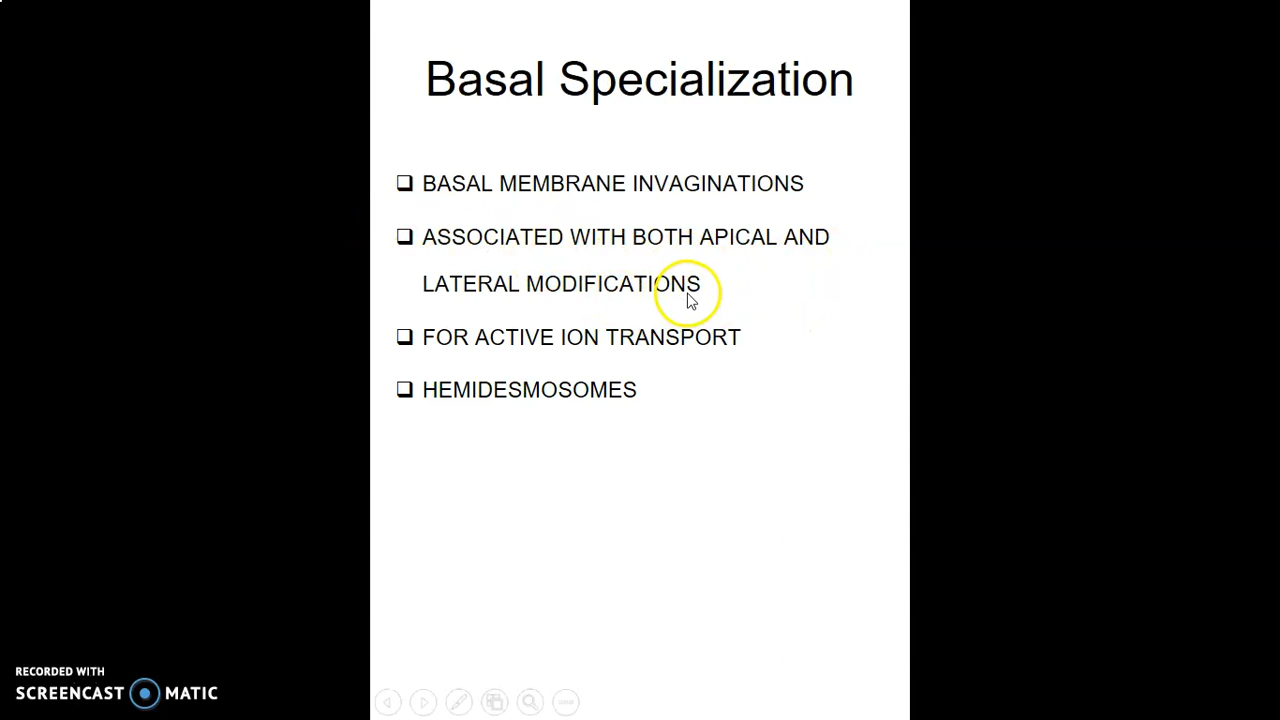 Basal Specialization
BASAL MEMBRANE INVAGINATIONS
ASSOCIATED WITH BOTH APICAL AND
LATERAL MODIFICATIONS
FOR ACTIVE ION TRANSPORT
HEMIDESMOSOMES
RECORDED WITH
SCREENCAST MATIC